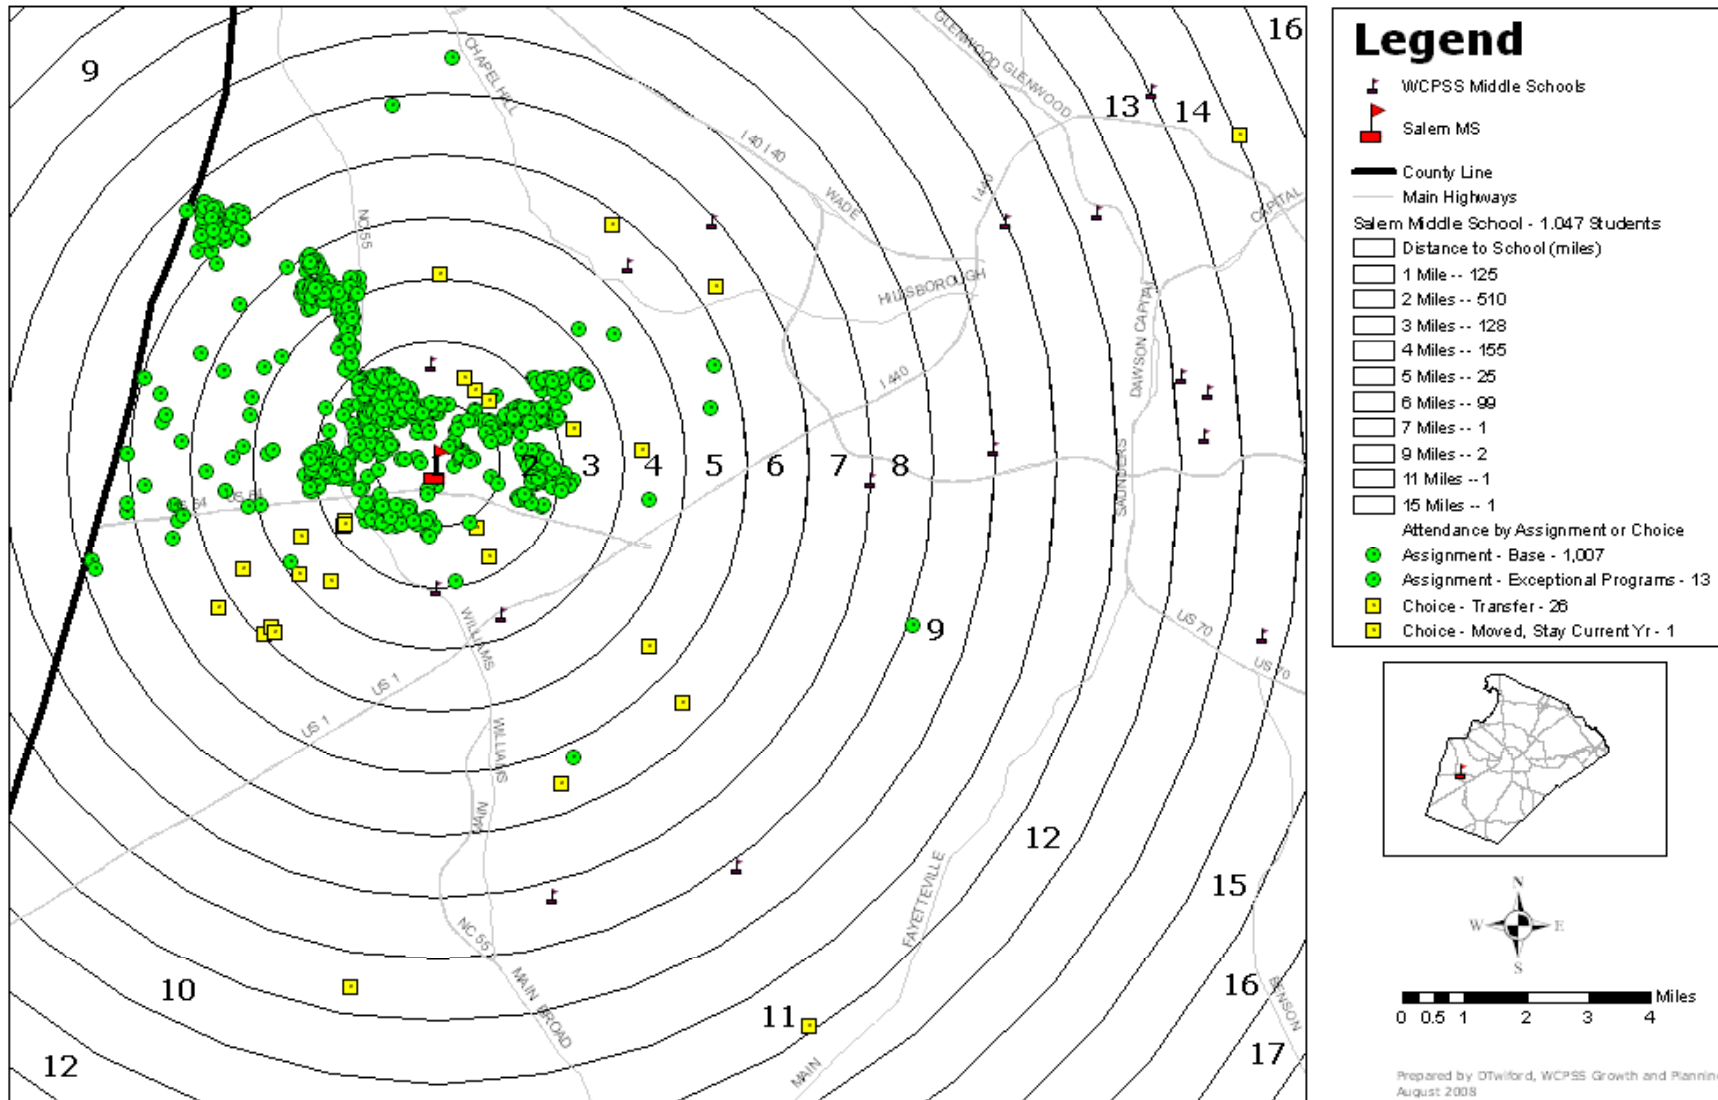 16
9
GLENWOOD
GLENWOOD
CHAPEL HILL
13
14
I 40 I 40
I 440
WADE
CAPITAL
NC 55
HILLSBOROUGH
DAWSON CAPITAL
I 440
2
3
4
5
6
7
8
SAUNDERS
US 64
US 64
9
US 70
US 70
WILLIAMS
US 1
US 1
WILLIAMS
MAIN
12
FAYETTEVILLE
15
NC 55
10
MAIN BROAD
11
16
BENSON
12
MAIN
17
Legend
WCPSS Middle Schools
Salem MS
County Line
Main Highways
Salem Middle School - 1.047 Students
Distance to School (miles)
1 Mile -- 125
2 Miles -- 510
3 Miles -- 128
4 Miles -- 155
5 Miles -- 25
6 Miles -- 99
7 Miles -- 1
9 Miles -- 2
11 Miles -- 1
15 Miles -- 1
Attendance by Assignment or Choice
Assignment - Base - 1,007
Assignment - Exceptional Programs - 13
Choice - Transfer - 26
Choice - Moved, Stay Current Yr - 1
N
W E
S
Miles
0 0.5 1 2 3 4
Prepared by DTwiford, WCPSS Growth and Plannin
August 2008